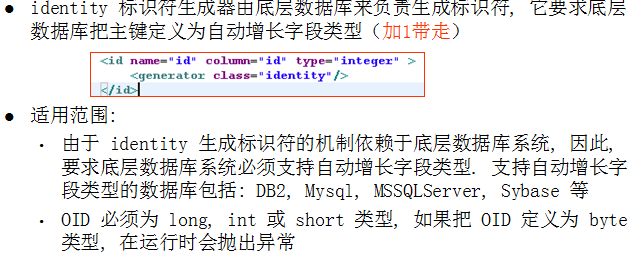 ● identity 标识符生成器由底层数据库来负责生成标识符, 它要求底层
数据库把主键定义为自动增长字段类型（加1带走）
<id name="id" column="id" type="integer" >
<generator class="identity"/>
</id>
● 适用范围:
• 由于 identity 生成标识符的机制依赖于底层数据库系统, 因此,
要求底层数据库系统必须支持自动增长字段类型. 支持自动增长字
段类型的数据库包括: DB2, Mysql, MSSQLServer, Sybase 等
• OID 必须为 long, int 或 short 类型, 如果把 OID 定义为 byte
类型, 在运行时会抛出异常